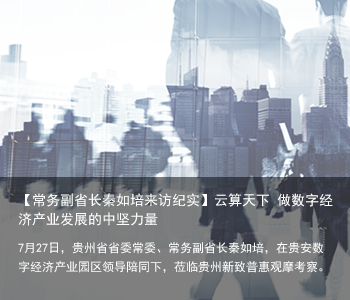 【常务副省长秦如培来访纪实】云算天下 做数字经
济产业发展的中坚力量
7月27日，贵州省省委常委、常务副省长秦如培，在贵安数
字经济产业园区领导陪同下，莅临贵州新致普惠观摩考察。